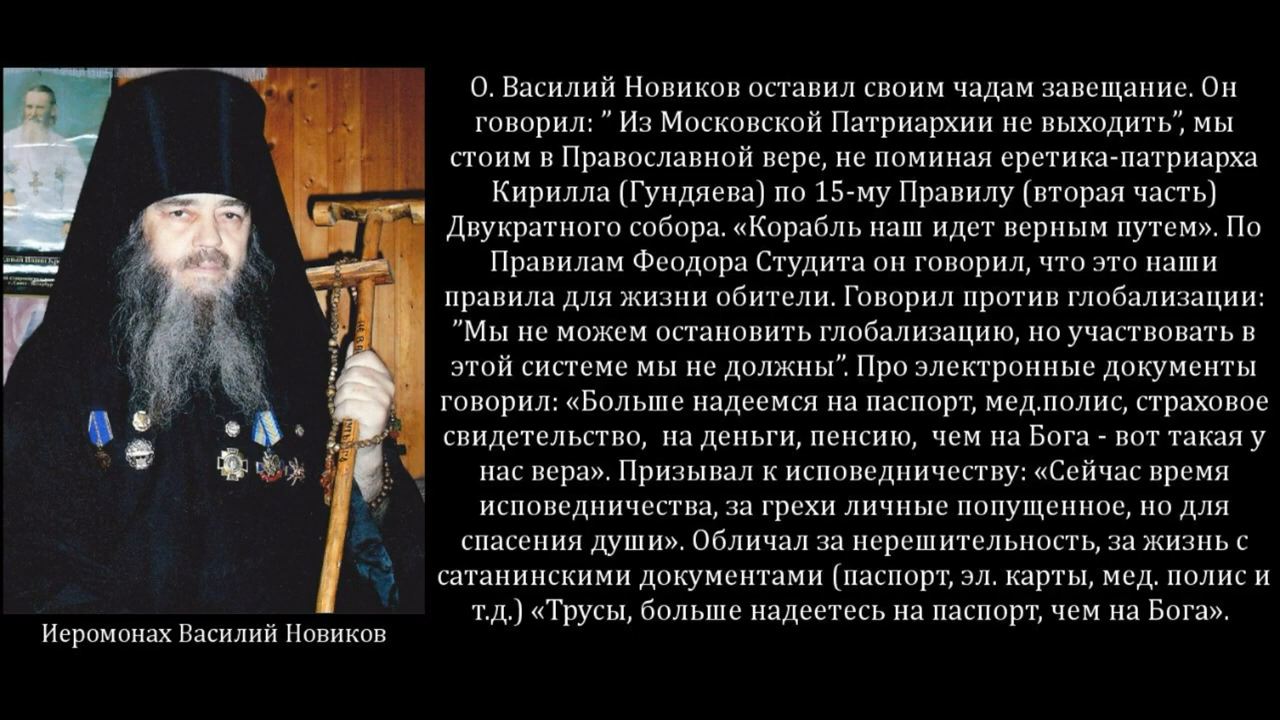 О. Василий Новиков оставил своим чадам завещание. Он
говорил: ” Из Московской Патриархии не выходить”, мы
стоим в Православной вере, не поминая еретика-патриарха
Кирилла (Гундяева) по 15-му Правилу (вторая часть)
Двукратного собора. «Корабль наш идет верным путем». По
Правилам Феодора Студита он говорил, что это наши
правила для жизни обители. Говорил против глобализации:
”Мы не можем остановить глобализацию, но участвовать в
этой системе мы не должны”. Про электронные документы
говорил: «Больше надеемся на паспорт, мед.полис, страховое
свидетельство,  на деньги, пенсию,  чем на Бога - вот такая у
нас вера». Призывал к исповедничеству: «Сейчас время
исповедничества, за грехи личные попущенное, но для
спасения души». Обличал за нерешительность, за жизнь с
сатанинскими документами (паспорт, эл. карты, мед. полис и
т.д.) «Трусы, больше надеетесь на паспорт, чем на Бога».
Иеромонах Василий Новиков